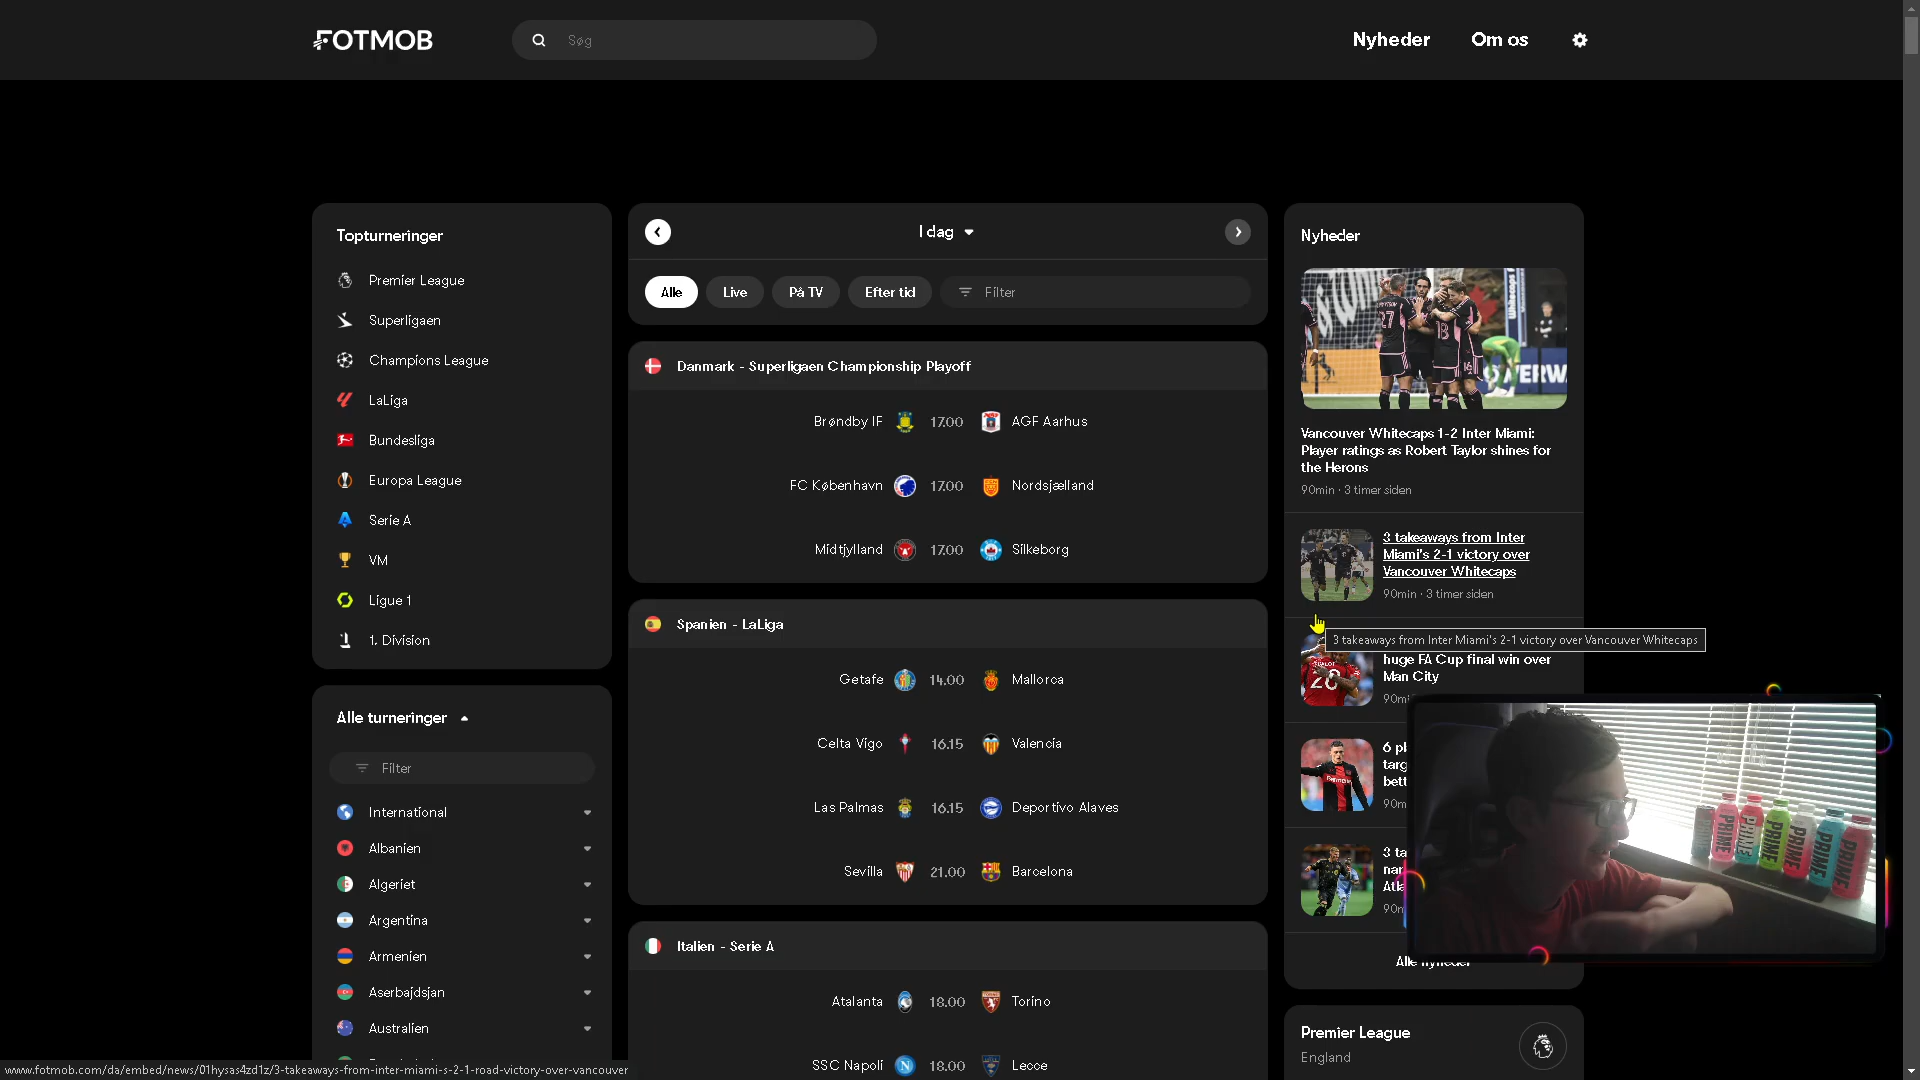 FOTMOB
Søg
Nyheder
Om os
Topturneringer
Premier League
Superligaen
Champions League
LaLiga
Bundesliga
Europa League
Serie A
VM
Ligue 1
1. Division
Alle turneringer
Filter
International
Albanien
Algeriet
Argentina
Armenien
Aserbajdsjan
Australien
I dag
Alle
Live
På TV
Efter tid
Filter
Danmark - Superligaen Championship Playoff
Brøndby IF 17.00 AGF Aarhus
FC København 17.00 Nordsjælland
Midtjylland 17.00 Silkeborg
Spanien - LaLiga
Getafe 14.00 Mallorca
Celta Vigo 16.15 Valencia
Las Palmas 16.15 Deportivo Alaves
Sevilla 21.00 Barcelona
Italien - Serie A
Atalanta 18.00 Torino
SSC Napoli 18.00 Lecce
Nyheder
Vancouver Whitecaps 1-2 Inter Miami:
Player ratings as Robert Taylor shines for
the Herons
90min · 3 timer siden
3 takeaways from Inter
Miami's 2-1 victory over
Vancouver Whitecaps
90min · 3 timer siden
3 takeaways from Inter Miami's 2-1 victory over Vancouver Whitecaps
huge FA Cup final win over
Man City
PRIME
PRIME
PRIME
PRIME
PRIME
PRIME
Alle nyheder
Premier League
England
www.fotmob.com/da/embed/news/01hysas4zd1z/3-takeaways-from-inter-miami-s-2-1-road-victory-over-vancouver